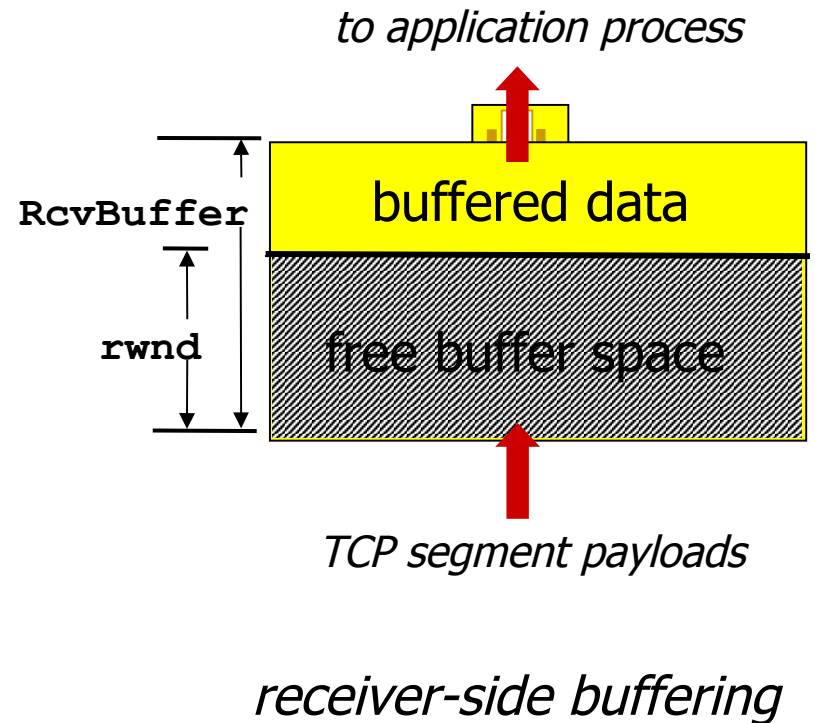 to application process
buffered data
RcvBuffer
rwnd
free buffer space
TCP segment payloads
receiver-side buffering